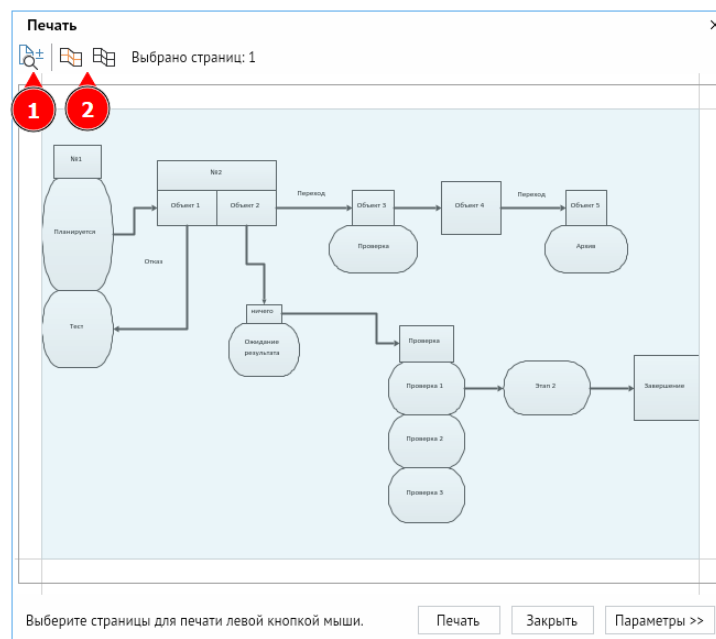 Печать
Выбрано страниц: 1
1
2
№1
№2
Переход
Переход
Объект 1
Объект 2
Объект 3
Объект 4
Объект 5
Планируется
Проверка
Архив
Отказ
ничего
Тест
Ожидание
результата
Проверка
Проверка 1
Этап 2
Завершение
Проверка 2
Проверка 3
Выберите страницы для печати левой кнопкой мыши.
Печать
Закрыть
Параметры >>